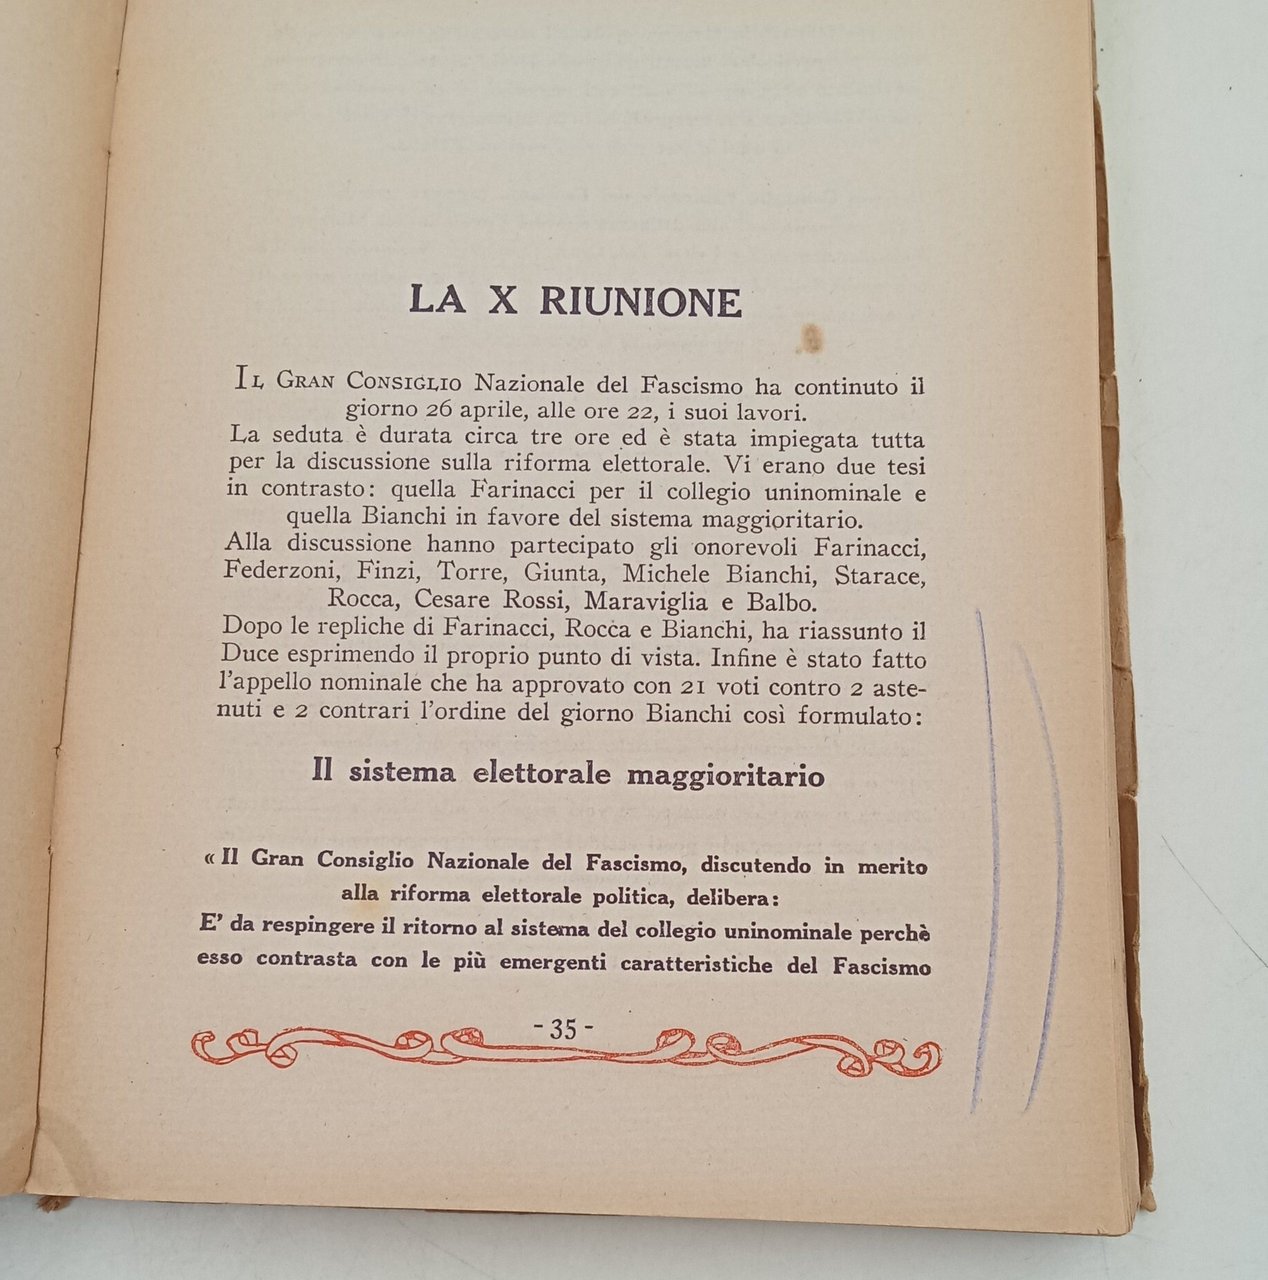 LA X RIUNIONE
IL GRAN CONSIGLIO Nazionale del Fascismo ha continuto il
giorno 26 aprile, alle ore 22, i suoi lavori.
La seduta è durata circa tre ore ed è stata impiegata tutta
per la discussione sulla riforma elettorale. Vi erano due tesi
in contrasto: quella Farinacci per il collegio uninominale e
quella Bianchi in favore del sistema maggioritario.
Alla discussione hanno partecipato gli onorevoli Farinacci,
Federzoni, Finzi, Torre, Giunta, Michele Bianchi, Starace,
Rocca, Cesare Rossi, Maraviglia e Balbo.
Dopo le repliche di Farinacci, Rocca e Bianchi, ha riassunto il
Duce esprimendo il proprio punto di vista. Infine è stato fatto
l'appello nominale che ha approvato con 21 voti contro 2 aste-
nuti e 2 contrari l'ordine del giorno Bianchi così formulato:
Il sistema elettorale maggioritario
« Il Gran Consiglio Nazionale del Fascismo, discutendo in merito
alla riforma elettorale politica, delibera:
E' da respingere il ritorno al sistema del collegio uninominale perchè
esso contrasta con le più emergenti caratteristiche del Fascismo
- 35 -